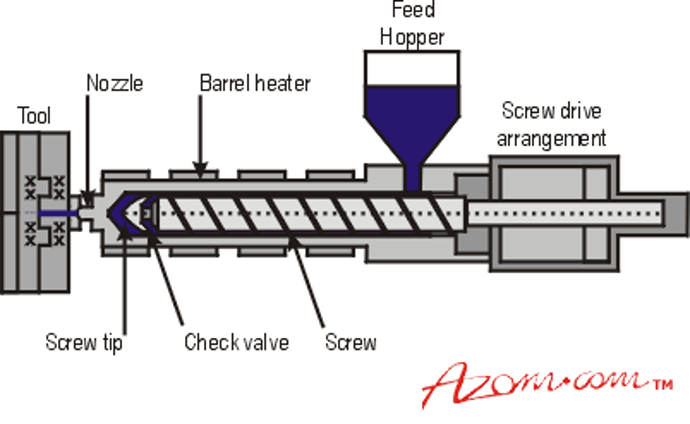 Feed
Hopper
Nozzle
Barrel heater
Tool
Screw drive
arrangement
Screw tip
Check valve
Screw
Azom.com™